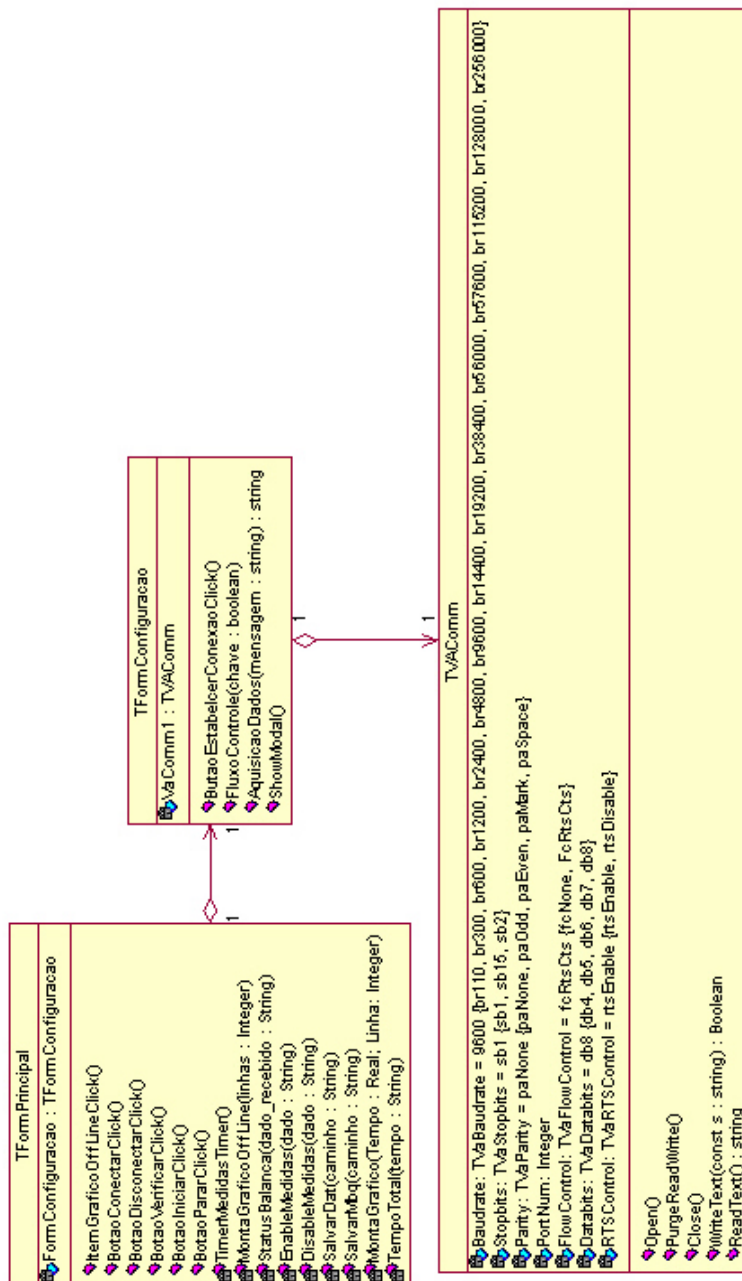 TFormPrincipal
FormConfiguracao : TFormConfiguracao
ItemGraficoOffLineClick()
BotaoConectarClick()
BotaoDisconectarClick()
BotaoVerificarClick()
BotaoIniciarClick()
BotaoPararClick()
TimerMedidasTimer()
MontaGraficoOffLine(linhas : Integer)
StatusBalanca(dado_recebido : String)
EnableMedidas(dado : String)
DisableMedidas(dado : String)
SalvarDat(caminho : String)
SalvarMbq(caminho : String)
MontaGrafico(Tempo : Real; Linha: Integer)
TempoTotal(tempo : String)
1
1
TFormConfiguracao
VaComm1 : TVAComm
ButaoEstabelcerConexaoClick()
FluxoControle(chave : boolean)
AquisicaoDados(mensagem : string) : string
ShowModal()
1
1
TVAComm
Baudrate: TVaBaudrate = 9600 {br110, br300, br600, br1200, br2400, br4800, br9600, br14400, br19200, br38400, br56000, br57600, br115200, br128000, br256000}
Stopbits: TVaStopbits = sb1 {sb1, sb15, sb2}
Parity: TVaParity = paNone {paNone, paOdd, paEven, paMark, paSpace}
PortNum: Integer
FlowControl: TVaFlowControl = fcRtsCts {fcNone, FcRtsCts}
Databits: TVaDatabits = db8 {db4, db5, db6, db7, db8}
RTSControl: TVaRTSControl = rtsEnable {rtsEnable, rtsDisable}
Open()
PurgeReadWrite()
Close()
WriteText(const s : string) : Boolean
ReadText() : string